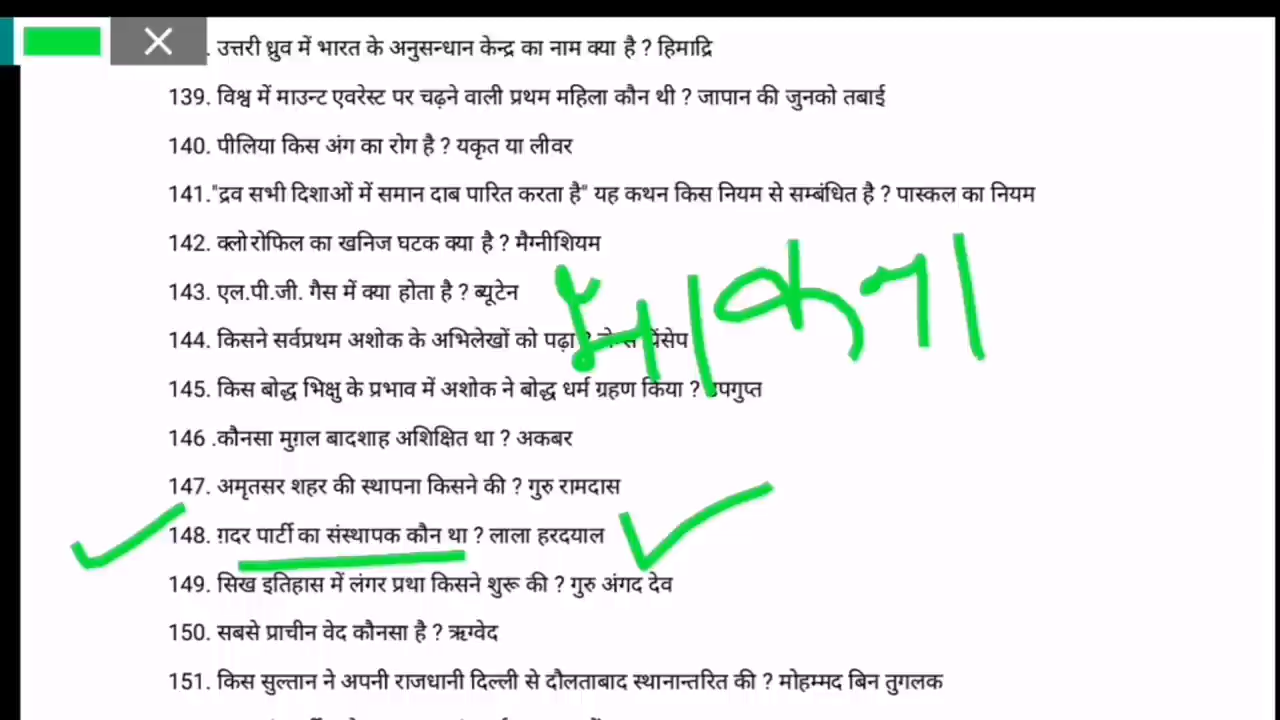 . उत्तरी ध्रुव में भारत के अनुसन्धान केन्द्र का नाम क्या है ? हिमाद्रि
139. विश्व में माउन्ट एवरेस्ट पर चढ़ने वाली प्रथम महिला कौन थी ? जापान की जुनको तबाई
140. पीलिया किस अंग का रोग है ? यकृत या लीवर
141."द्रव सभी दिशाओं में समान दाब पारित करता है" यह कथन किस नियम से सम्बंधित है ? पास्कल का नियम
142. क्लोरोफिल का खनिज घटक क्या है ? मैग्नीशियम
143. एल.पी.जी. गैस में क्या होता है ? ब्यूटेन
144. किसने सर्वप्रथम अशोक के अभिलेखों को पढ़ा ?
145. किस बोद्ध भिक्षु के प्रभाव में अशोक ने बोद्ध धर्म ग्रहण किया ? उपगुप्त
146 .कौनसा मुग़ल बादशाह अशिक्षित था ? अकबर
147. अमृतसर शहर की स्थापना किसने की ? गुरु रामदास
148. ग़दर पार्टी का संस्थापक कौन था ? लाला हरदयाल
149. सिख इतिहास में लंगर प्रथा किसने शुरू की ? गुरु अंगद देव
150. सबसे प्राचीन वेद कौनसा है ? ऋग्वेद
151. किस सुल्तान ने अपनी राजधानी दिल्ली से दौलताबाद स्थानान्तरित की ? मोहम्मद बिन तुगलक